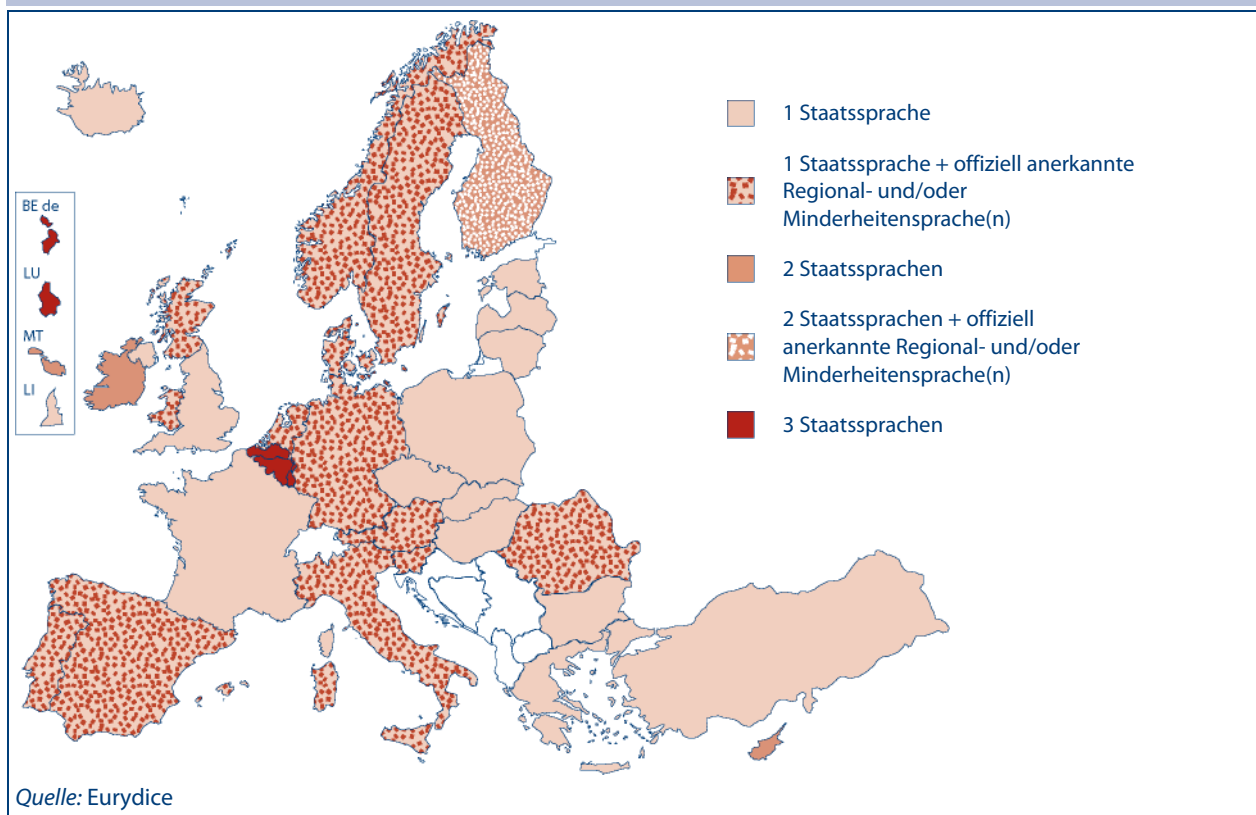 1 Staatssprache
1 Staatssprache + offiziell anerkannte
Regional- und/oder
Minderheitensprache(n)
2 Staatssprachen
2 Staatssprachen + offiziell
anerkannte Regional- und/oder
Minderheitensprache(n)
3 Staatssprachen
BE de
LU
MT
LI
Quelle: Eurydice